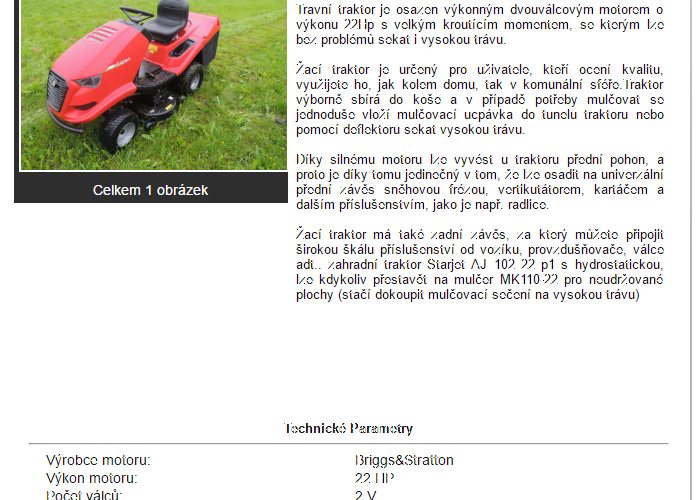 Travní traktor je osazen výkonným dvouválcovým motorem o
výkonu 22Hp s velkým kroutícím momentem, se kterým lze
bez problémů sekat i vysokou trávu.
Žací traktor je určený pro uživatele, kteří ocení kvalitu,
využijete ho, jak kolem domu, tak v komunální sféře.Traktor
výborně sbírá do koše a v případě potřeby mulčovat se
jednoduše vloží mulčovací ucpávka do tunelu traktoru nebo
pomocí deflektoru sekat vysokou trávu.
Díky silnému motoru lze vyvést u traktoru přední pohon, a
proto je díky tomu jedinečný v tom, že lze osadit na univerzální
přední závěs sněhovou frézou, vertikutátorem, kartáčem a
dalším příslušenstvím, jako je např. radlice.
Celkem 1 obrázek
Žací traktor má také zadní závěs, za který můžete připojit
širokou škálu příslušenství od vozíku, provzdušňovače, válce
adt.. zahradní traktor Starjet AJ 102 22 p1 s hydrostatickou,
lze kdykoliv přestavět na mulčer MK110-22 pro neudržované
plochy (stačí dokoupit mulčovací sečení na vysokou trávu)
Technické Parametry
Výrobce motoru: Briggs&Stratton
Výkon motoru: 22 HP
Počet válců: 2 V